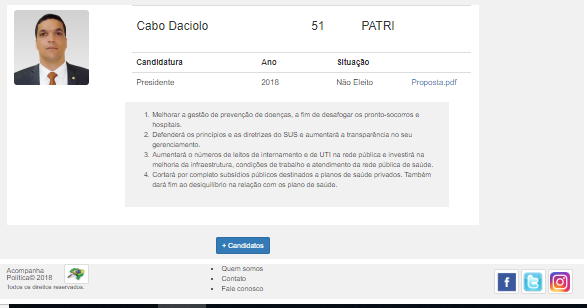 Cabo Daciolo 51 PATRI
Candidatura Ano Situação
Presidente 2018 Não Eleito Proposta.pdf
1. Melhorar a gestão de prevenção de doenças, a fim de desafogar os pronto-socorros e
hospitais.
2. Defenderá os princípios e as diretrizes do SUS e aumentará a transparência no seu
gerenciamento.
3. Aumentará o números de leitos de internamento e de UTI na rede pública e investirá na
melhoria da infraestrutura, condições de trabalho e atendimento da rede pública de saúde.
4. Cortará por completo subsídios públicos destinados a planos de saúde privados. Também
dará fim ao desiquilíbrio na relação com os plano de saúde.
+ Candidatos
Acompanha
Política© 2018
Todos os direitos reservados.
• Quem somos
• Contato
• Fale conosco